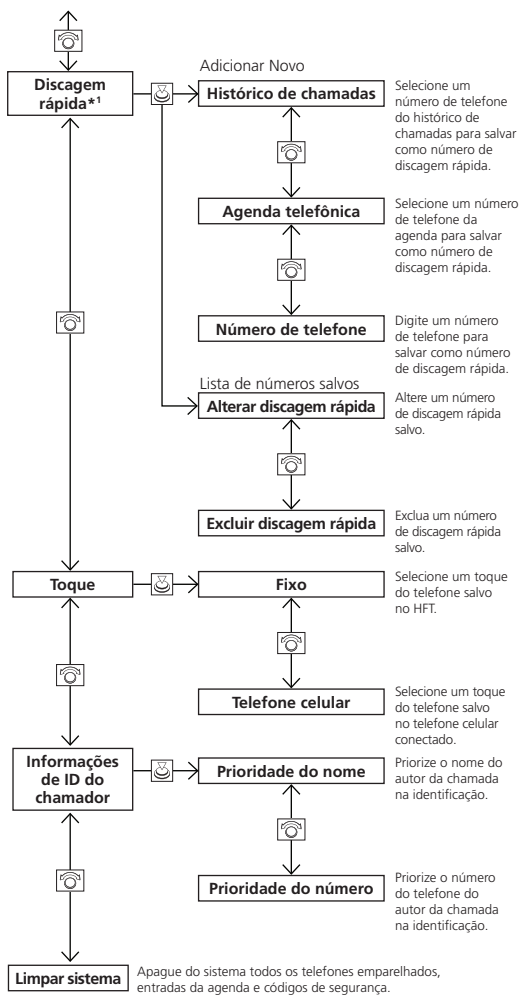 Discagem
rápida*1
Adicionar Novo
Histórico de chamadas
Selecione um
número de telefone
do histórico de
chamadas para salvar
como número de
discagem rápida.
Agenda telefônica
Selecione um número
de telefone da
agenda para salvar
como número de
discagem rápida.
Número de telefone
Digite um número
de telefone para
salvar como número
de discagem rápida.
Lista de números salvos
Alterar discagem rápida
Altere um número
de discagem rápida
salvo.
Excluir discagem rápida
Exclua um número
de discagem rápida
salvo.
Toque
Fixo
Selecione um toque
do telefone salvo
no HFT.
Telefone celular
Selecione um toque
do telefone salvo
no telefone celular
conectado.
Informações
de ID do
chamador
Prioridade do nome
Priorize o nome do
autor da chamada
na identificação.
Prioridade do número
Priorize o número
do telefone do
autor da chamada
na identificação.
Limpar sistema
Apague do sistema todos os telefones emparelhados,
entradas da agenda e códigos de segurança.